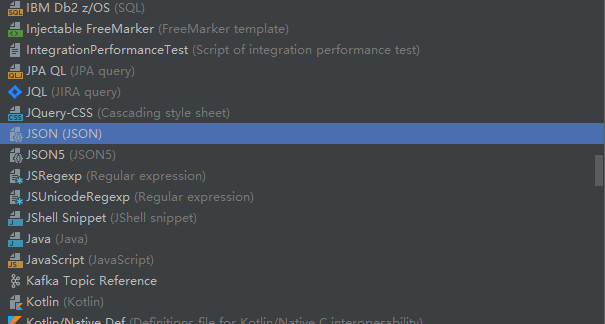 IBM Db2 z/OS (SQL)
Injectable FreeMarker (FreeMarker template)
IntegrationPerformanceTest (Script of integration performance test)
JPA QL (JPA query)
JQL (JIRA query)
JQuery-CSS (Cascading style sheet)
JSON (JSON)
JSON5 (JSON5)
JSRegexp (Regular expression)
JSUnicodeRegexp (Regular expression)
JShell Snippet (JShell snippet)
Java (Java)
JavaScript (JavaScript)
Kafka Topic Reference
Kotlin (Kotlin)
Kotlin/Native Def (Definitions file for Kotlin/Native C interoperability)